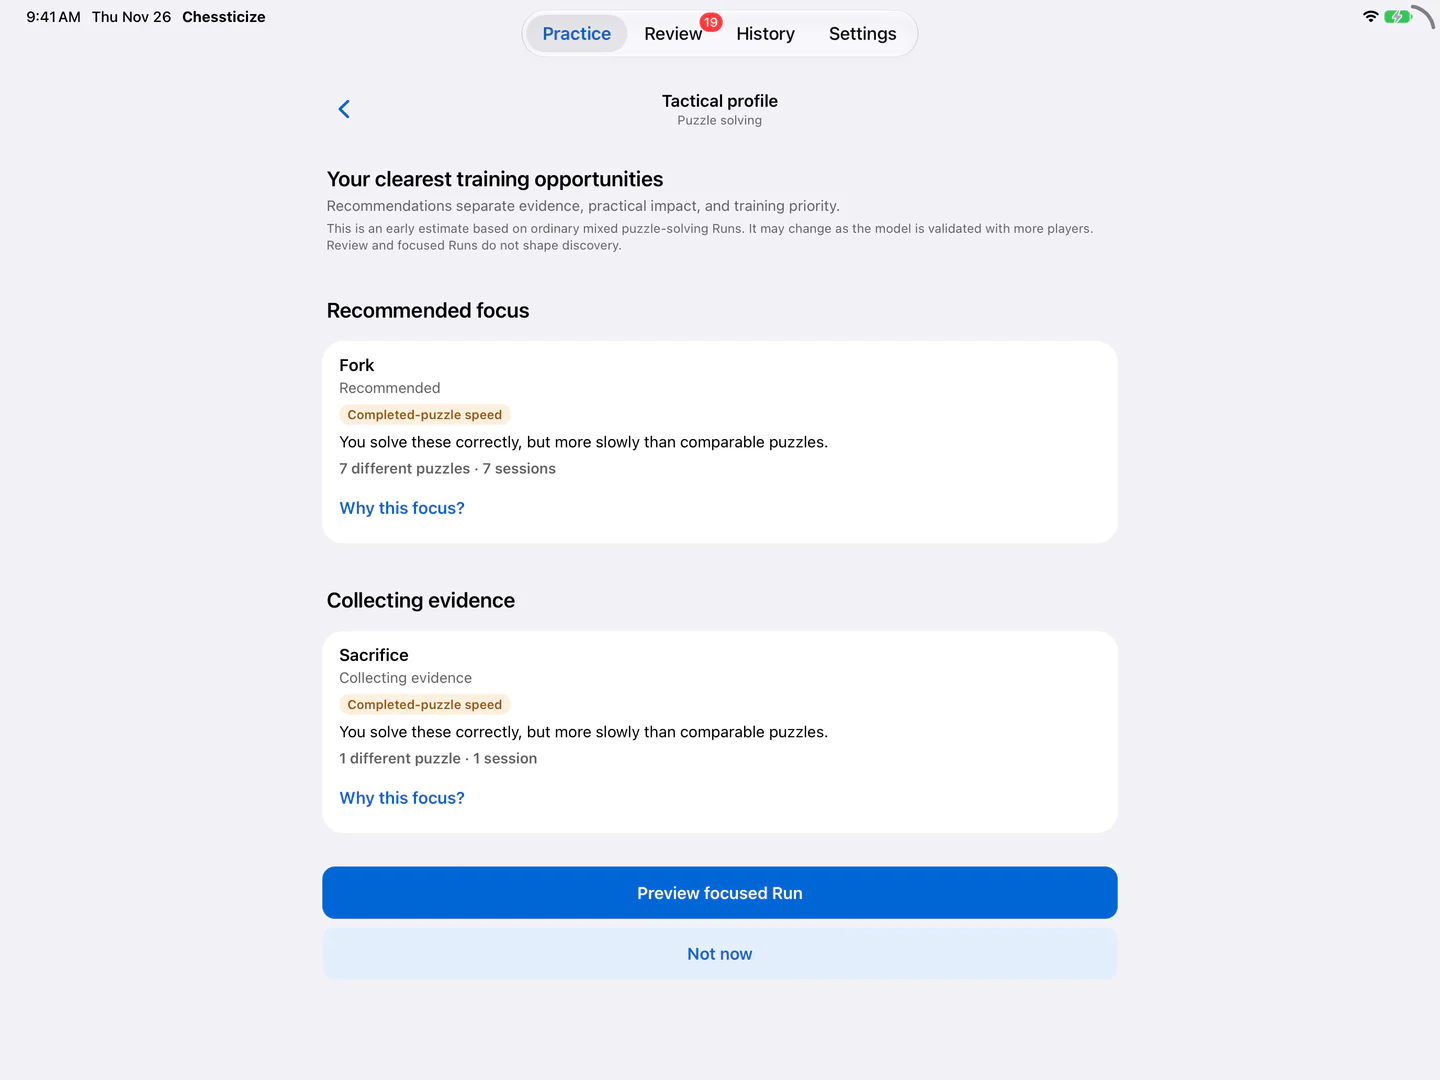 9:41 AM Thu Nov 26 Chessticize
Practice Review 19 History Settings
Tactical profile
Puzzle solving
Your clearest training opportunities
Recommendations separate evidence, practical impact, and training priority.
This is an early estimate based on ordinary mixed puzzle-solving Runs. It may change as the model is validated with more players.
Review and focused Runs do not shape discovery.
Recommended focus
Fork
Recommended
Completed-puzzle speed
You solve these correctly, but more slowly than comparable puzzles.
7 different puzzles · 7 sessions
Why this focus?
Collecting evidence
Sacrifice
Collecting evidence
Completed-puzzle speed
You solve these correctly, but more slowly than comparable puzzles.
1 different puzzle · 1 session
Why this focus?
Preview focused Run
Not now